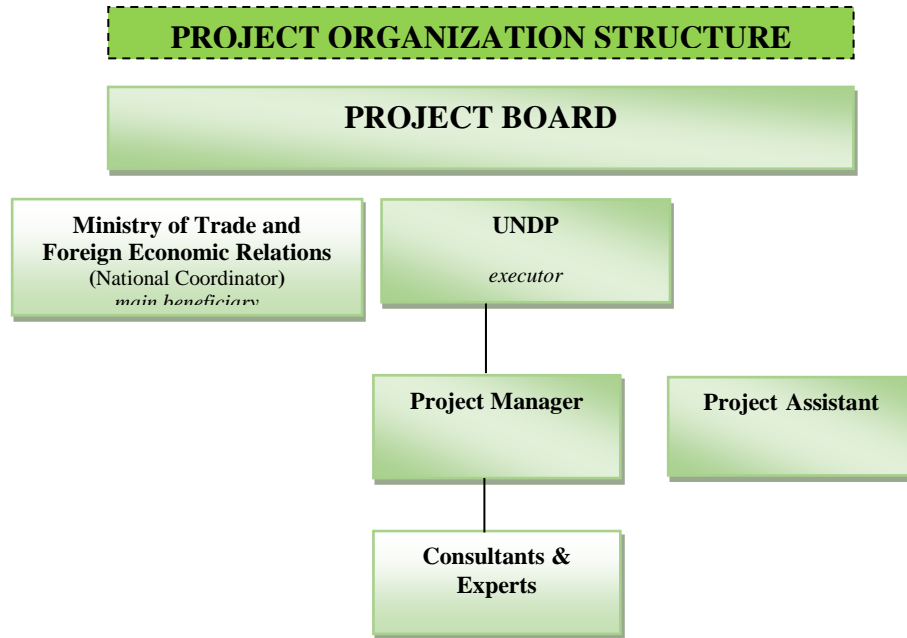 PROJECT ORGANIZATION STRUCTURE
PROJECT BOARD
Ministry of Trade and
Foreign Economic Relations
(National Coordinator)
main beneficiary
UNDP
executor
Project Manager
Project Assistant
Consultants &
Experts